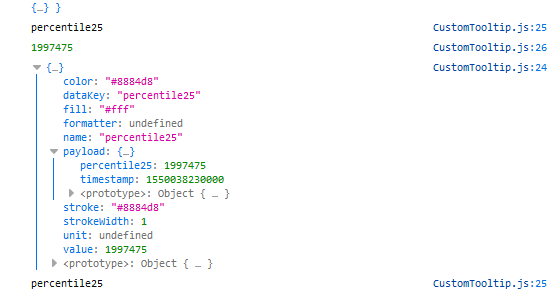 {…} }
percentile25 CustomTooltip.js:25
1997475 CustomTooltip.js:26
{…} CustomTooltip.js:24
color: "#8884d8"
dataKey: "percentile25"
fill: "#fff"
formatter: undefined
name: "percentile25"
payload: {…}
percentile25: 1997475
timestamp: 1550038230000
<prototype>: Object { … }
stroke: "#8884d8"
strokeWidth: 1
unit: undefined
value: 1997475
<prototype>: Object { … }
percentile25 CustomTooltip.js:25